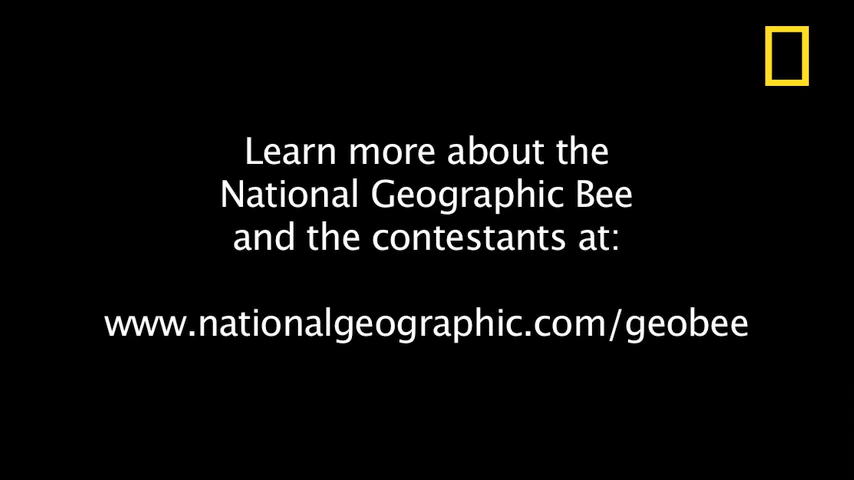 Learn more about the
National Geographic Bee
and the contestants at:
www.nationalgeographic.com/geobee